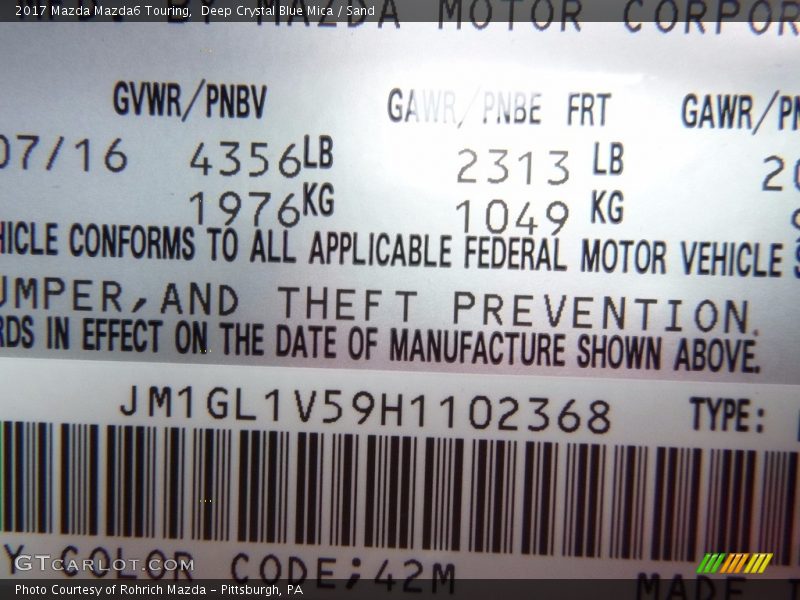 2017 Mazda Mazda6 Touring, Deep Crystal Blue Mica / Sand
BY MAZDA MOTOR CORPOR
GVWR/PNBV GAWR/PNBE FRT GAWR/PN
07/16 4356LB 2313 LB 20
1976KG 1049 KG
HICLE CONFORMS TO ALL APPLICABLE FEDERAL MOTOR VEHICLE S
UMPER, AND THEFT PREVENTION.
RDS IN EFFECT ON THE DATE OF MANUFACTURE SHOWN ABOVE.
JM1GL1V59H1102368 TYPE:
Y COLOR CODE;42M MADE I
GTCARLOT.COM
Photo Courtesy of Rohrich Mazda - Pittsburgh, PA